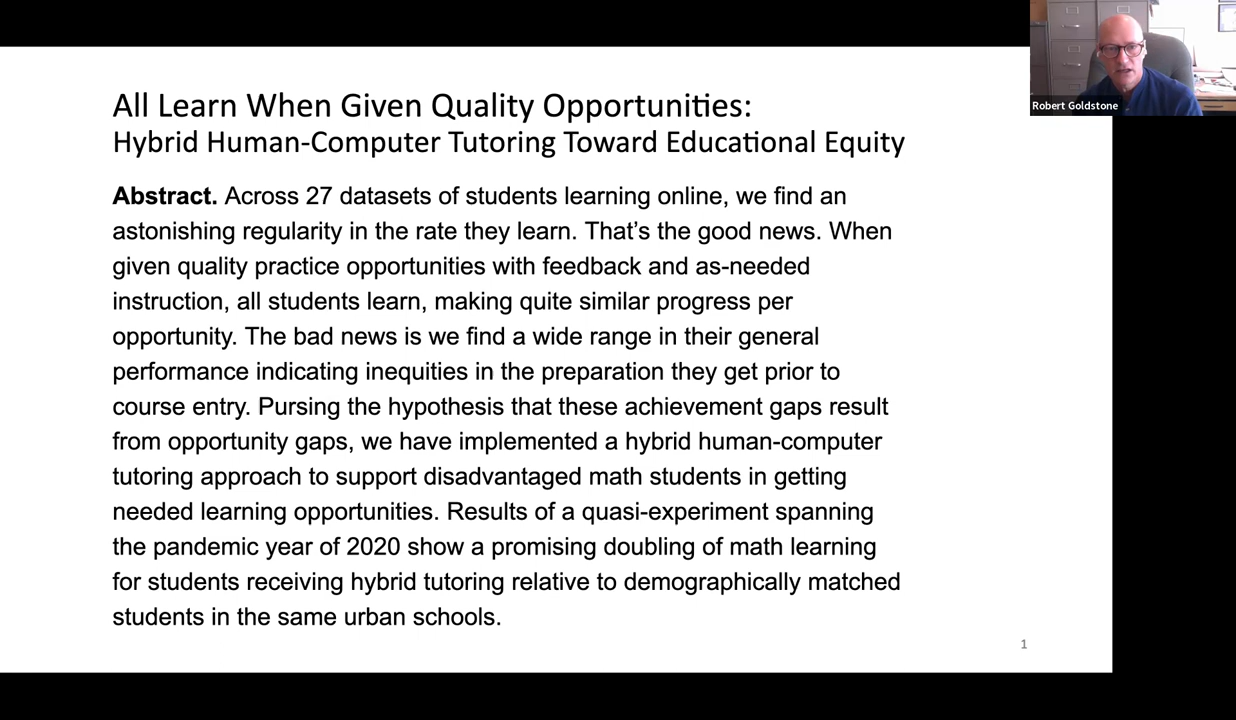 All Learn When Given Quality Opportunities:
Hybrid Human-Computer Tutoring Toward Educational Equity
Robert Goldstone
Abstract. Across 27 datasets of students learning online, we find an
astonishing regularity in the rate they learn. That’s the good news. When
given quality practice opportunities with feedback and as-needed
instruction, all students learn, making quite similar progress per
opportunity. The bad news is we find a wide range in their general
performance indicating inequities in the preparation they get prior to
course entry. Pursing the hypothesis that these achievement gaps result
from opportunity gaps, we have implemented a hybrid human-computer
tutoring approach to support disadvantaged math students in getting
needed learning opportunities. Results of a quasi-experiment spanning
the pandemic year of 2020 show a promising doubling of math learning
for students receiving hybrid tutoring relative to demographically matched
students in the same urban schools.
1